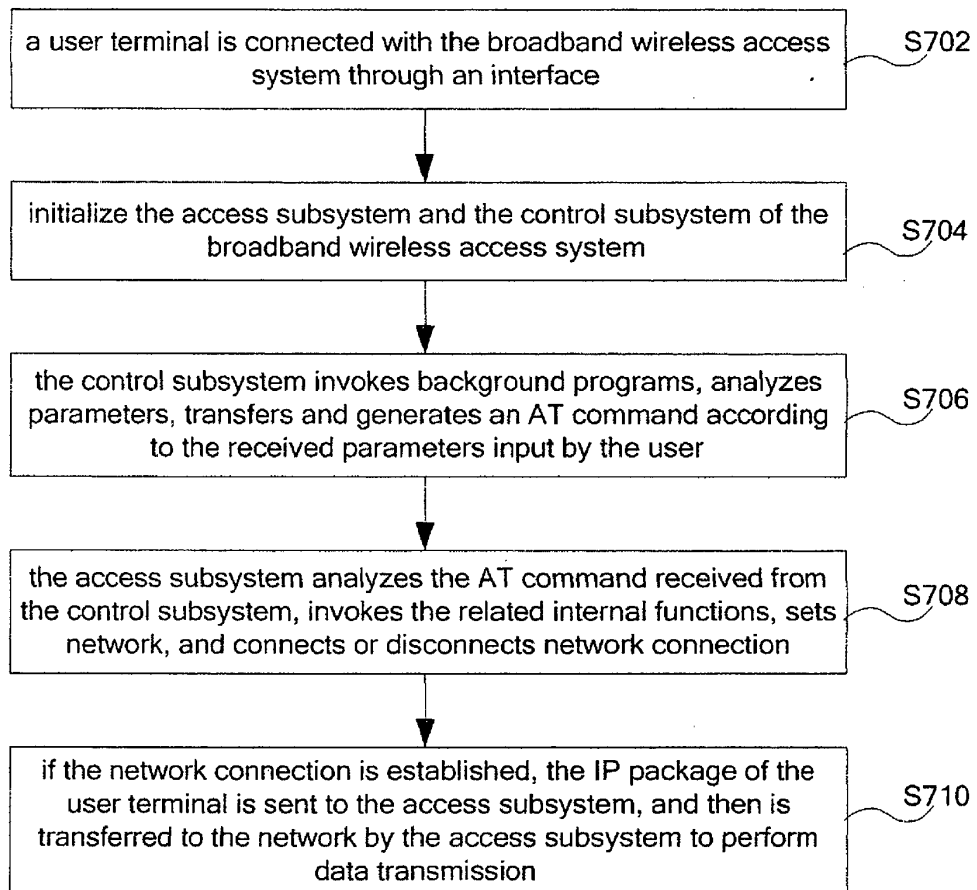 a user terminal is connected with the broadband wireless access
system through an interface
S702
initialize the access subsystem and the control subsystem of the
broadband wireless access system
S704
the control subsystem invokes background programs, analyzes
parameters, transfers and generates an AT command according
to the received parameters input by the user
S706
the access subsystem analyzes the AT command received from
the control subsystem, invokes the related internal functions, sets
network, and connects or disconnects network connection
S708
if the network connection is established, the IP package of the
user terminal is sent to the access subsystem, and then is
transferred to the network by the access subsystem to perform
data transmission
S710